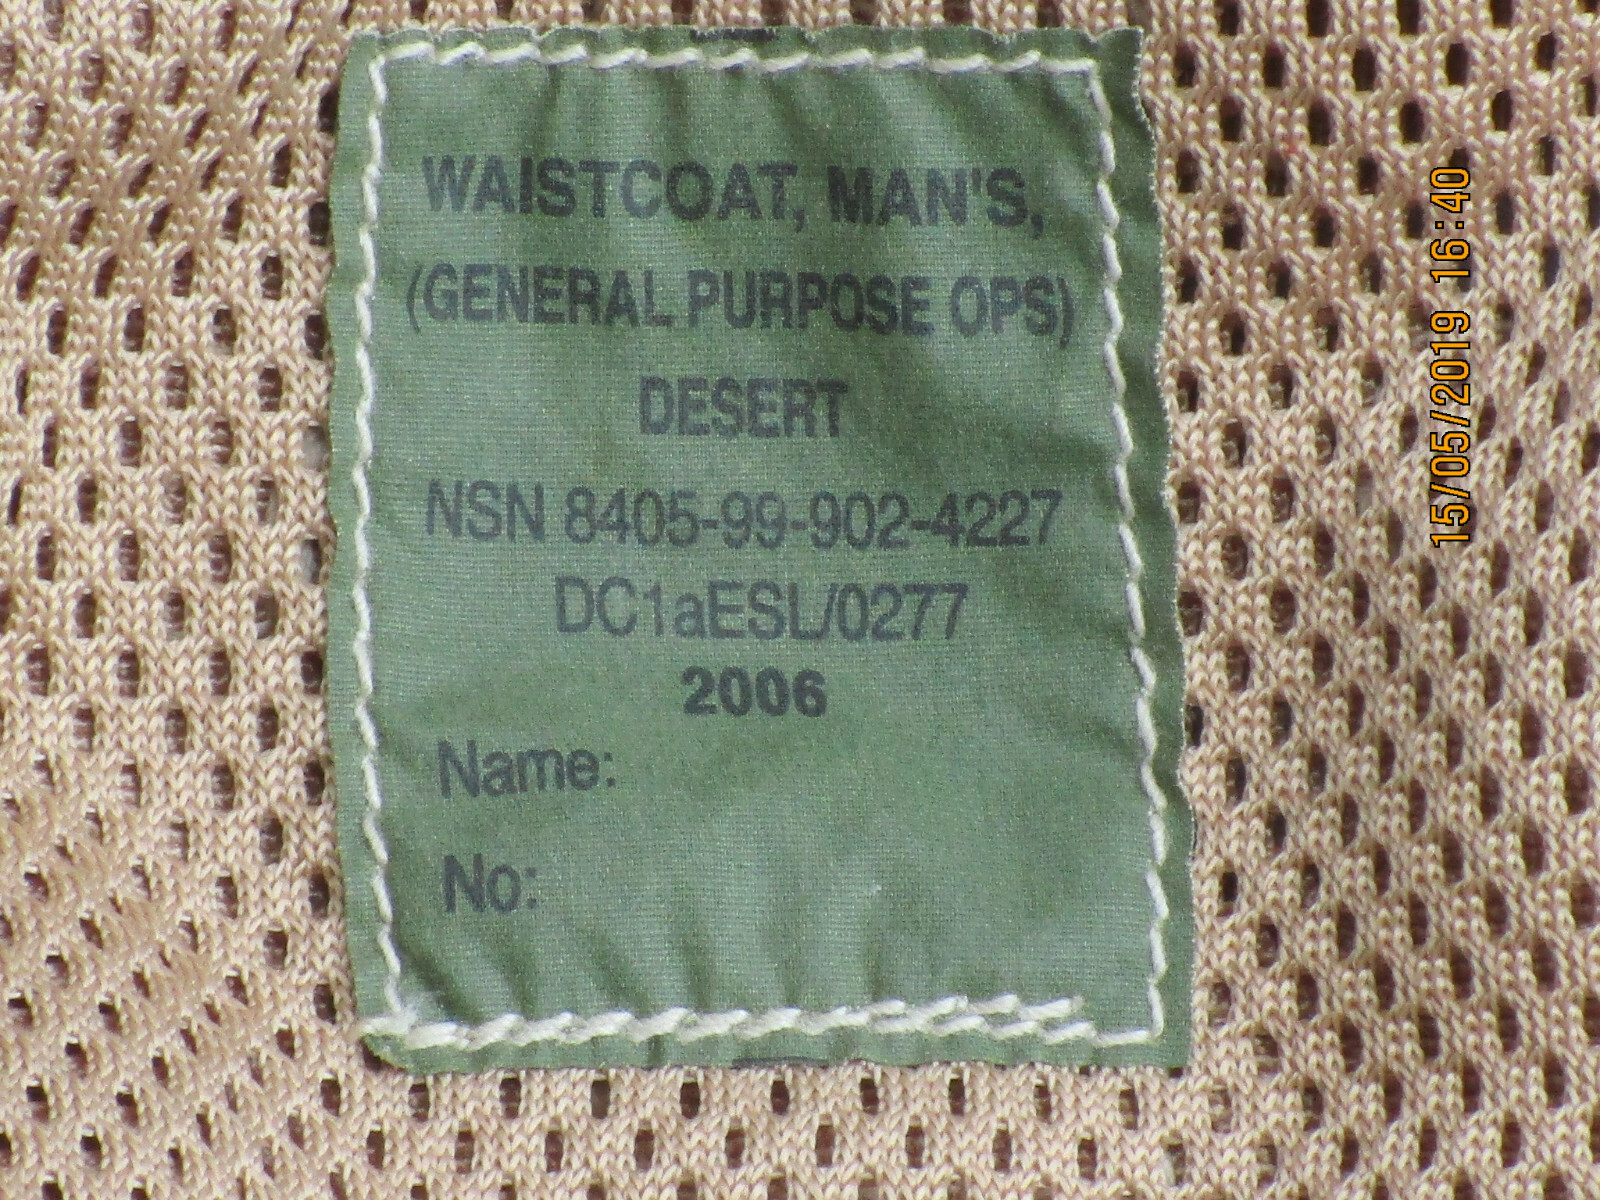 WAISTCOAT, MAN'S,
(GENERAL PURPOSE OPS)
DESERT
NSN 8405-99-902-4227
DC1aESL/0277
2006
Name:
No:
15/05/2019 16:40